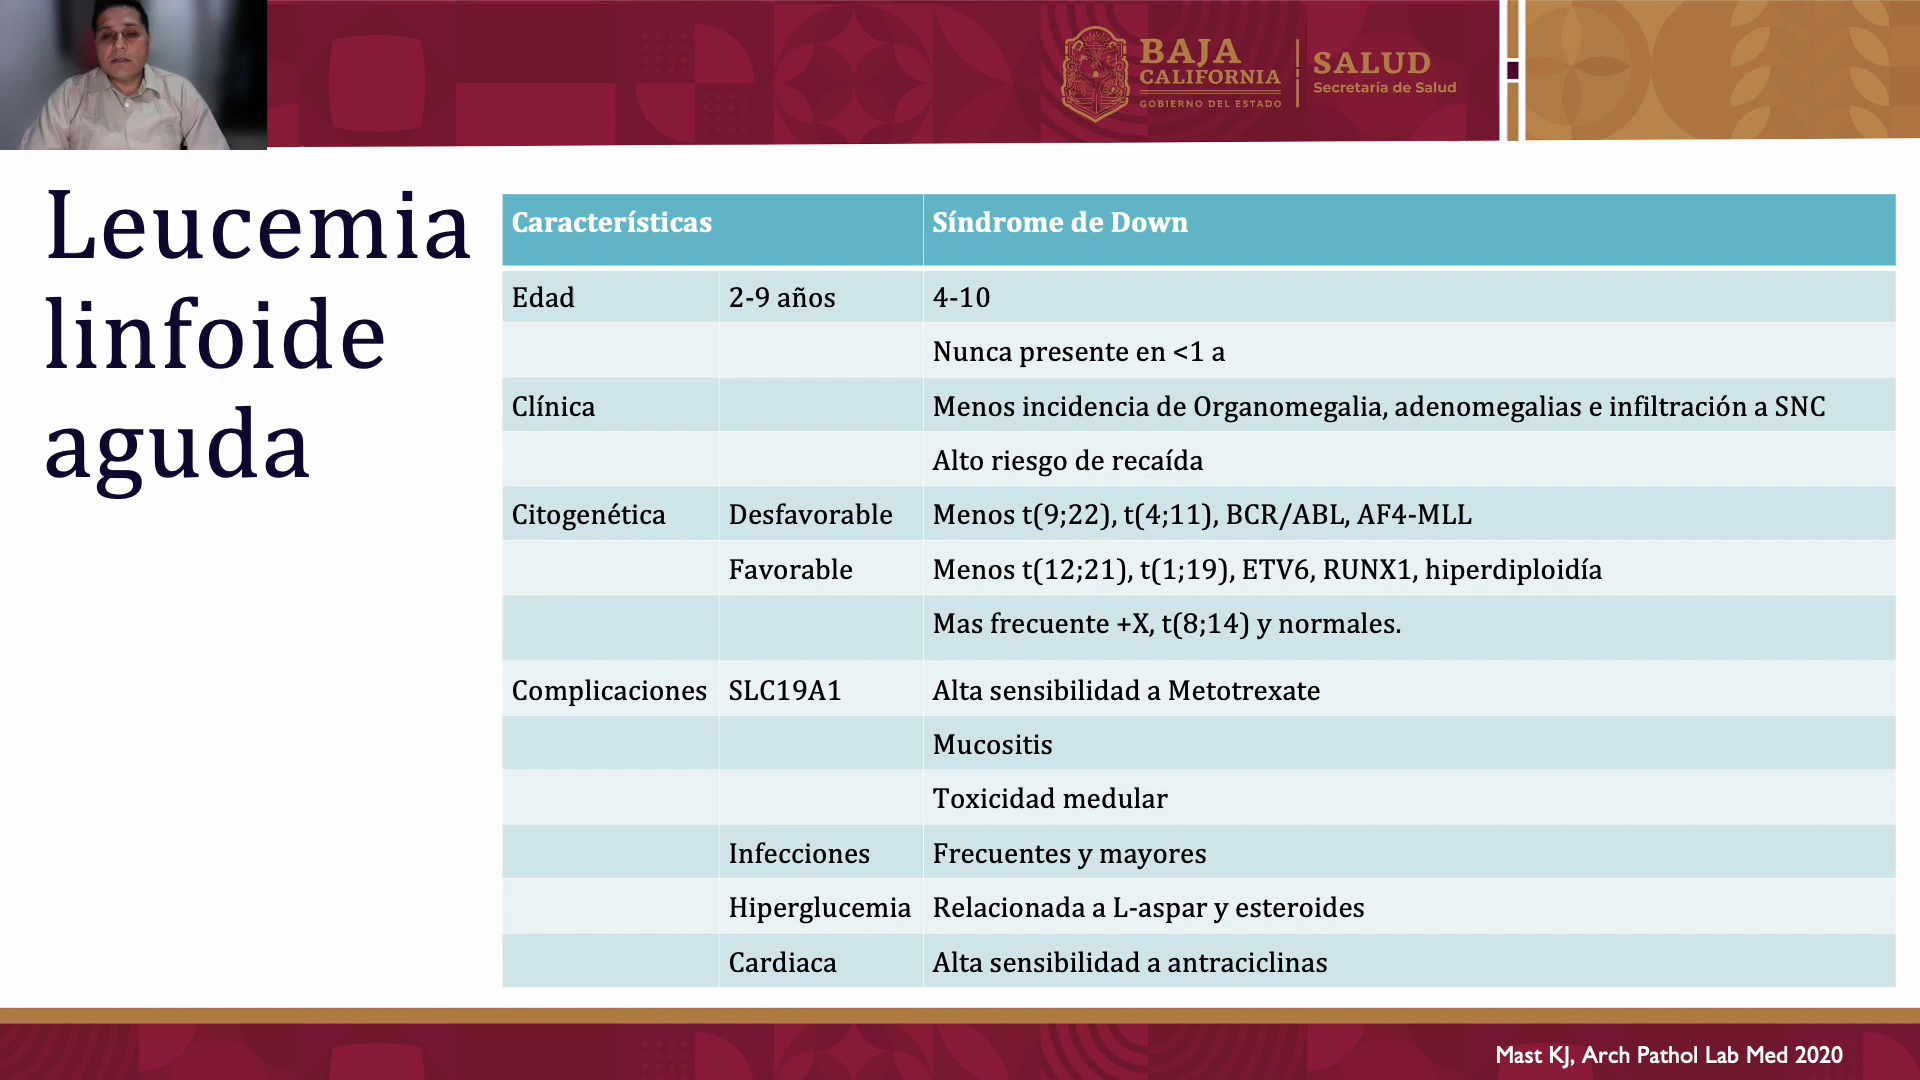 BAJA
CALIFORNIA
GOBIERNO DEL ESTADO
SALUD
Secretaría de Salud
Leucemia
linfoide
aguda
Características Síndrome de Down
Edad 2-9 años 4-10
Nunca presente en <1 a
Clínica Menos incidencia de Organomegalia, adenomegalias e infiltración a SNC
Alto riesgo de recaída
Citogenética Desfavorable Menos t(9;22), t(4;11), BCR/ABL, AF4-MLL
Favorable Menos t(12;21), t(1;19), ETV6, RUNX1, hiperdiploidía
Mas frecuente +X, t(8;14) y normales.
Complicaciones SLC19A1 Alta sensibilidad a Metotrexate
Mucositis
Toxicidad medular
Infecciones Frecuentes y mayores
Hiperglucemia Relacionada a L-aspar y esteroides
Cardiaca Alta sensibilidad a antraciclinas
Mast KJ, Arch Pathol Lab Med 2020